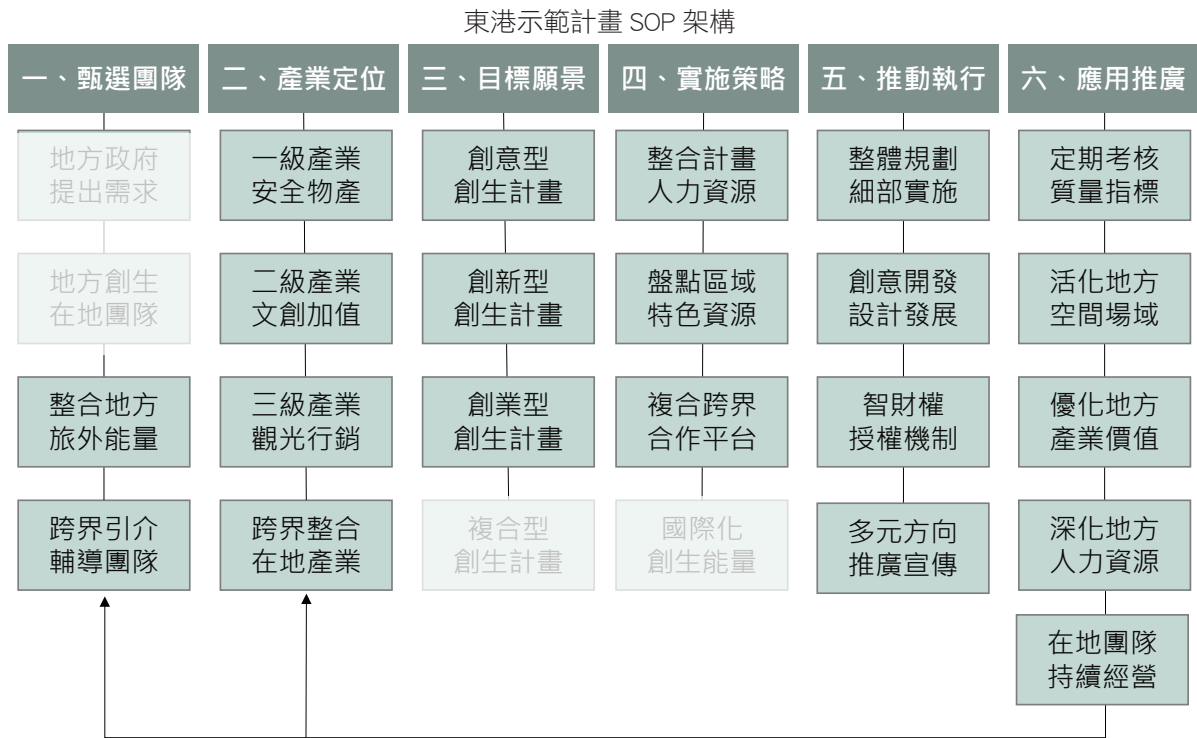 東港示範計畫 SOP 架構
一、甄選團隊
地方政府
提出需求
地方創生
在地團隊
整合地方
旅外能量
跨界引介
輔導團隊
二、產業定位
一級產業
安全物產
二級產業
文創加值
三級產業
觀光行銷
跨界整合
在地產業
三、目標願景
創意型
創生計畫
創新型
創生計畫
創業型
創生計畫
複合型
創生計畫
四、實施策略
整合計畫
人力資源
盤點區域
特色資源
複合跨界
合作平台
國際化
創生能量
五、推動執行
整體規劃
細部實施
創意開發
設計發展
智財權
授權機制
多元方向
推廣宣傳
六、應用推廣
定期考核
質量指標
活化地方
空間場域
優化地方
產業價值
深化地方
人力資源
在地團隊
持續經營